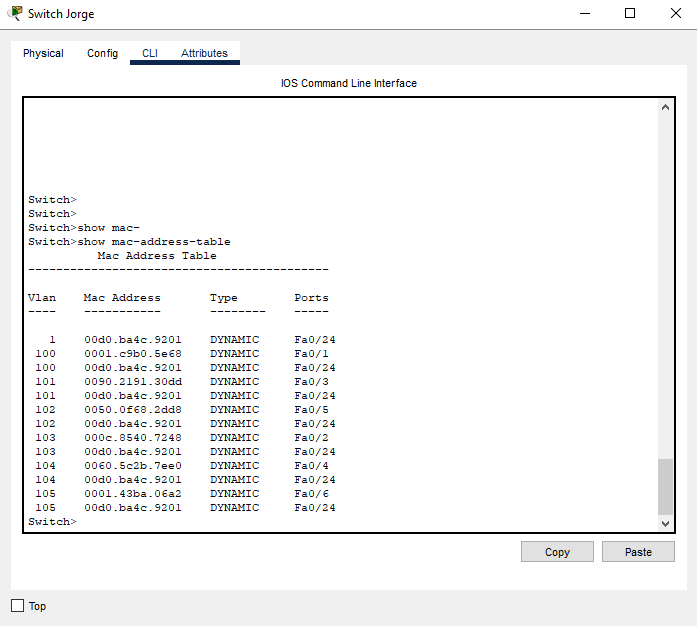 Switch Jorge
Physical Config CLI Attributes
IOS Command Line Interface
Switch>
Switch>
Switch>show mac-
Switch>show mac-address-table
          Mac Address Table
-------------------------------------------
Vlan    Mac Address       Type        Ports
----    -----------       --------    -----
   1    00d0.ba4c.9201    DYNAMIC     Fa0/24
 100    0001.c9b0.5e68    DYNAMIC     Fa0/1
 100    00d0.ba4c.9201    DYNAMIC     Fa0/24
 101    0090.2191.30dd    DYNAMIC     Fa0/3
 101    00d0.ba4c.9201    DYNAMIC     Fa0/24
 102    0050.0f68.2dd8    DYNAMIC     Fa0/5
 102    00d0.ba4c.9201    DYNAMIC     Fa0/24
 103    000c.8540.7248    DYNAMIC     Fa0/2
 103    00d0.ba4c.9201    DYNAMIC     Fa0/24
 104    0060.5c2b.7ee0    DYNAMIC     Fa0/4
 104    00d0.ba4c.9201    DYNAMIC     Fa0/24
 105    0001.43ba.06a2    DYNAMIC     Fa0/6
 105    00d0.ba4c.9201    DYNAMIC     Fa0/24
Switch>
Copy Paste
Top